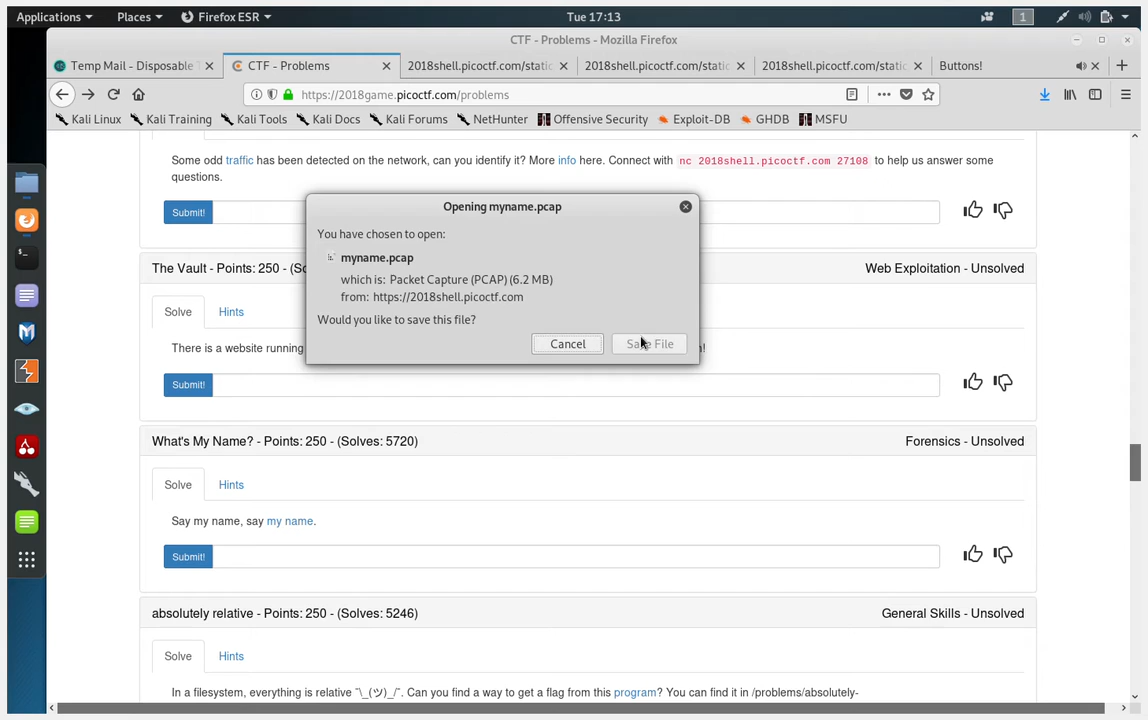 Applications Places Firefox ESR Tue 17:13 1
CTF - Problems - Mozilla Firefox
Temp Mail - Disposable T CTF - Problems 2018shell.picoctf.com/static 2018shell.picoctf.com/static 2018shell.picoctf.com/static Buttons!
https://2018game.picoctf.com/problems
Kali Linux Kali Training Kali Tools Kali Docs Kali Forums NetHunter Offensive Security Exploit-DB GHDB MSFU
Some odd traffic has been detected on the network, can you identify it? More info here. Connect with nc 2018shell.picoctf.com 27108 to help us answer some
questions.
Submit!
Opening myname.pcap
You have chosen to open:
myname.pcap
which is: Packet Capture (PCAP) (6.2 MB)
from: https://2018shell.picoctf.com
Would you like to save this file?
Cancel Save File
The Vault - Points: 250 - (So Web Exploitation - Unsolved
Solve Hints
There is a website running
Submit!
What's My Name? - Points: 250 - (Solves: 5720) Forensics - Unsolved
Solve Hints
Say my name, say my name.
Submit!
absolutely relative - Points: 250 - (Solves: 5246) General Skills - Unsolved
Solve Hints
In a filesystem, everything is relative ¯\_(ツ)_/¯. Can you find a way to get a flag from this program? You can find it in /problems/absolutely-